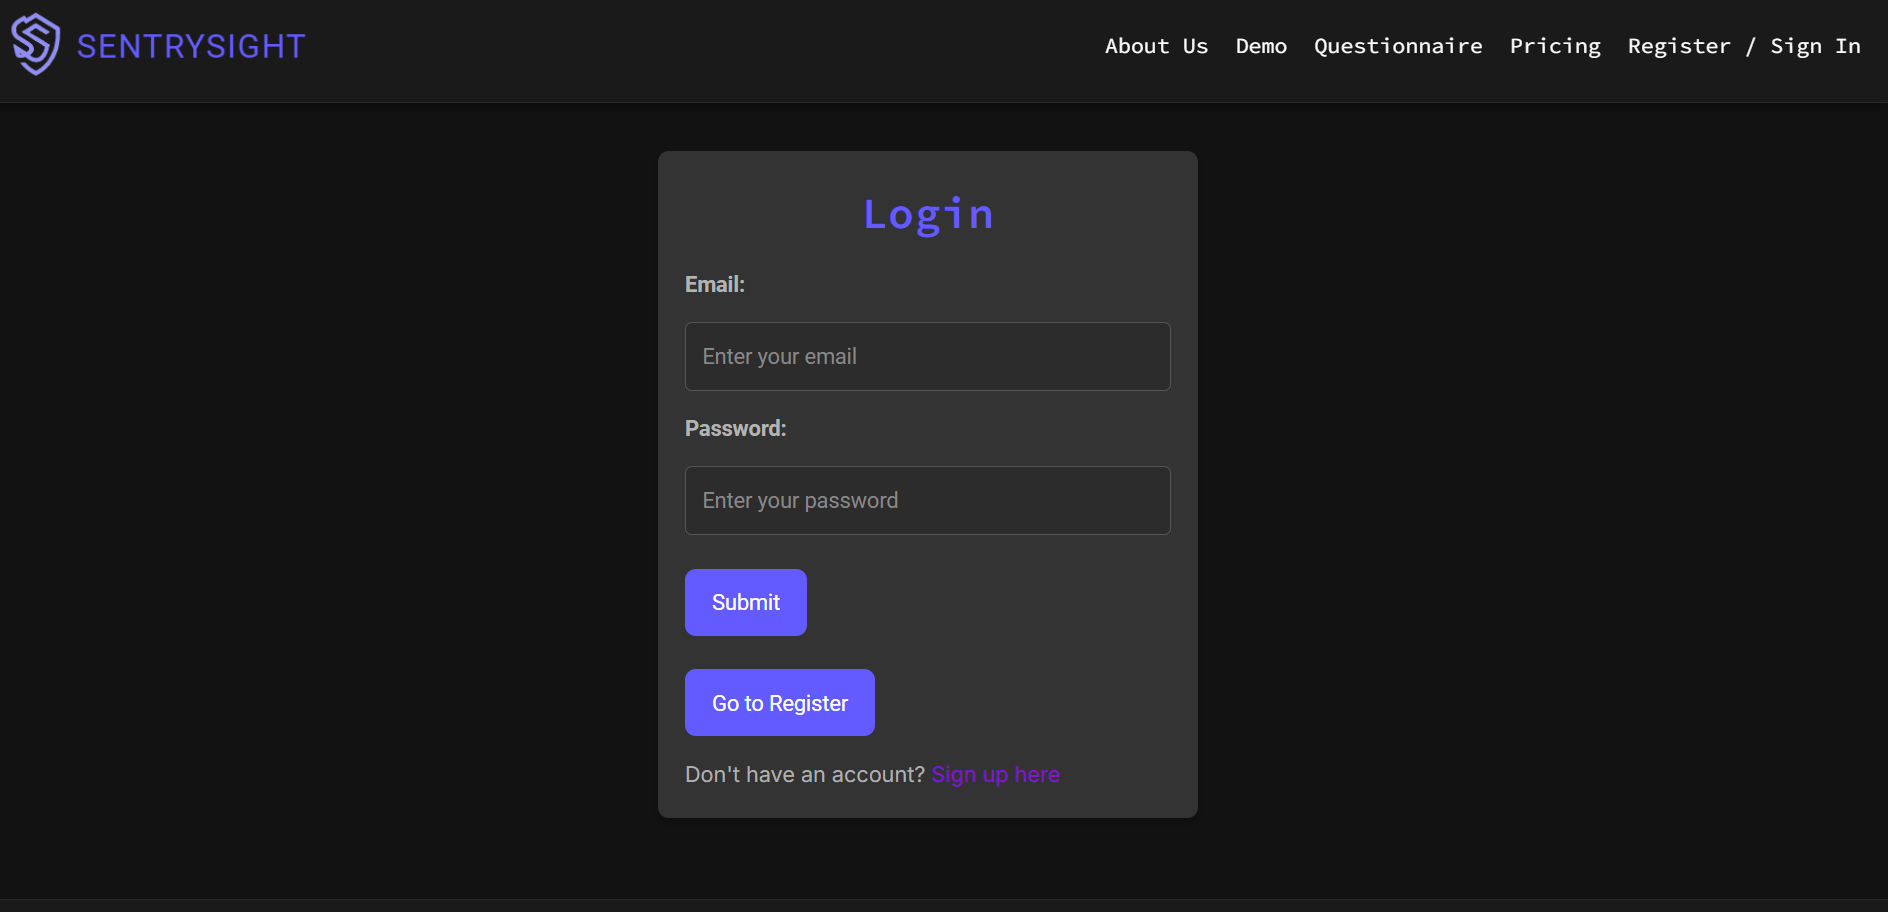 SENTRYSIGHT
About Us Demo Questionnaire Pricing Register / Sign In
Login
Email:
Enter your email
Password:
Enter your password
Submit
Go to Register
Don't have an account? Sign up here